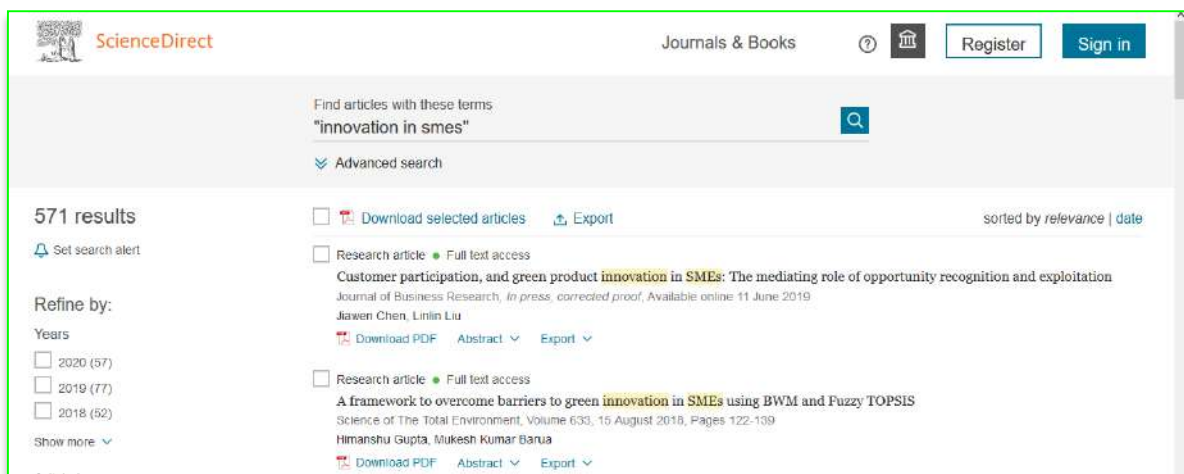 ScienceDirect
Journals & Books
Register
Sign in
Find articles with these terms
"innovation in smes"
Advanced search
571 results
Set search alert
Refine by:
Years
2020 (57)
2019 (77)
2018 (52)
Show more
Download selected articles
Export
sorted by relevance | date
Research article • Full text access
Customer participation, and green product innovation in SMEs: The mediating role of opportunity recognition and exploitation
Journal of Business Research, In press, corrected proof, Available online 11 June 2019
Jiawen Chen, Linlin Liu
Download PDF Abstract Export
Research article • Full text access
A framework to overcome barriers to green innovation in SMEs using BWM and Fuzzy TOPSIS
Science of The Total Environment, Volume 633, 15 August 2018, Pages 122-139
Himanshu Gupta, Mukesh Kumar Barua
Download PDF Abstract Export